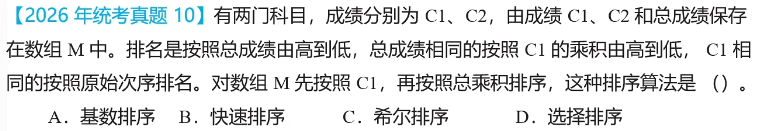 【2026 年统考真题 10】有两门科目，成绩分别为 C1、C2，由成绩 C1、C2 和总成绩保存
在数组 M 中。排名是按照总成绩由高到低，总成绩相同的按照 C1 的乘积由高到低， C1 相
同的按照原始次序排名。对数组 M 先按照 C1，再按照总乘积排序，这种排序算法是 （）。
A．基数排序 B．快速排序 C．希尔排序 D．选择排序